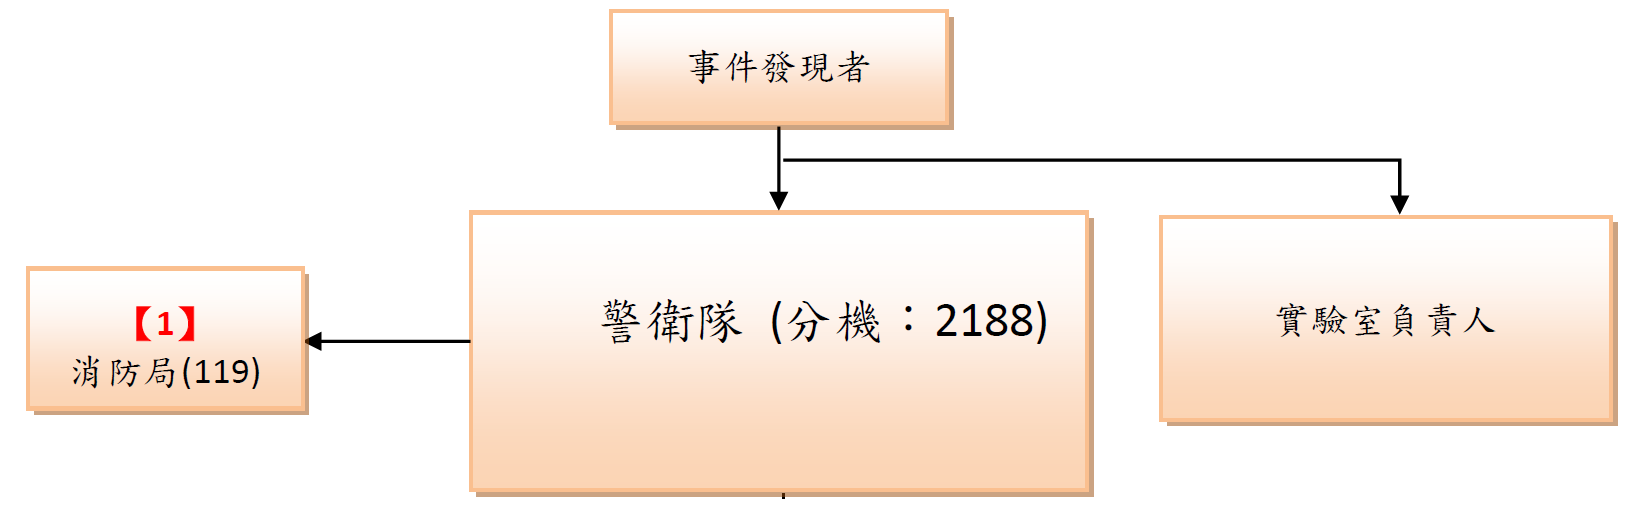 事件發現者
警衛隊 (分機：2188)
實驗室負責人
【1】
消防局(119)